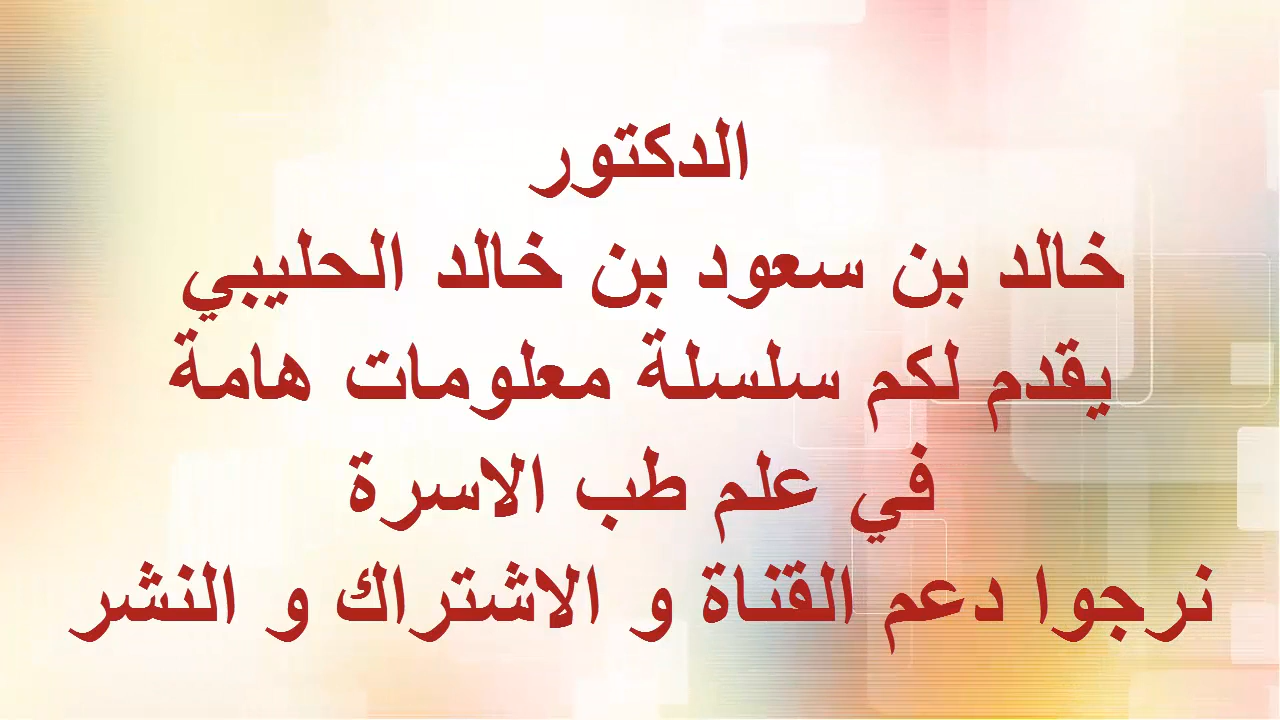 الدكتور
خالد بن سعود بن خالد الحليبي
يقدم لكم سلسلة معلومات هامة
في علم طب الاسرة
نرجوا دعم القناة و الاشتراك و النشر